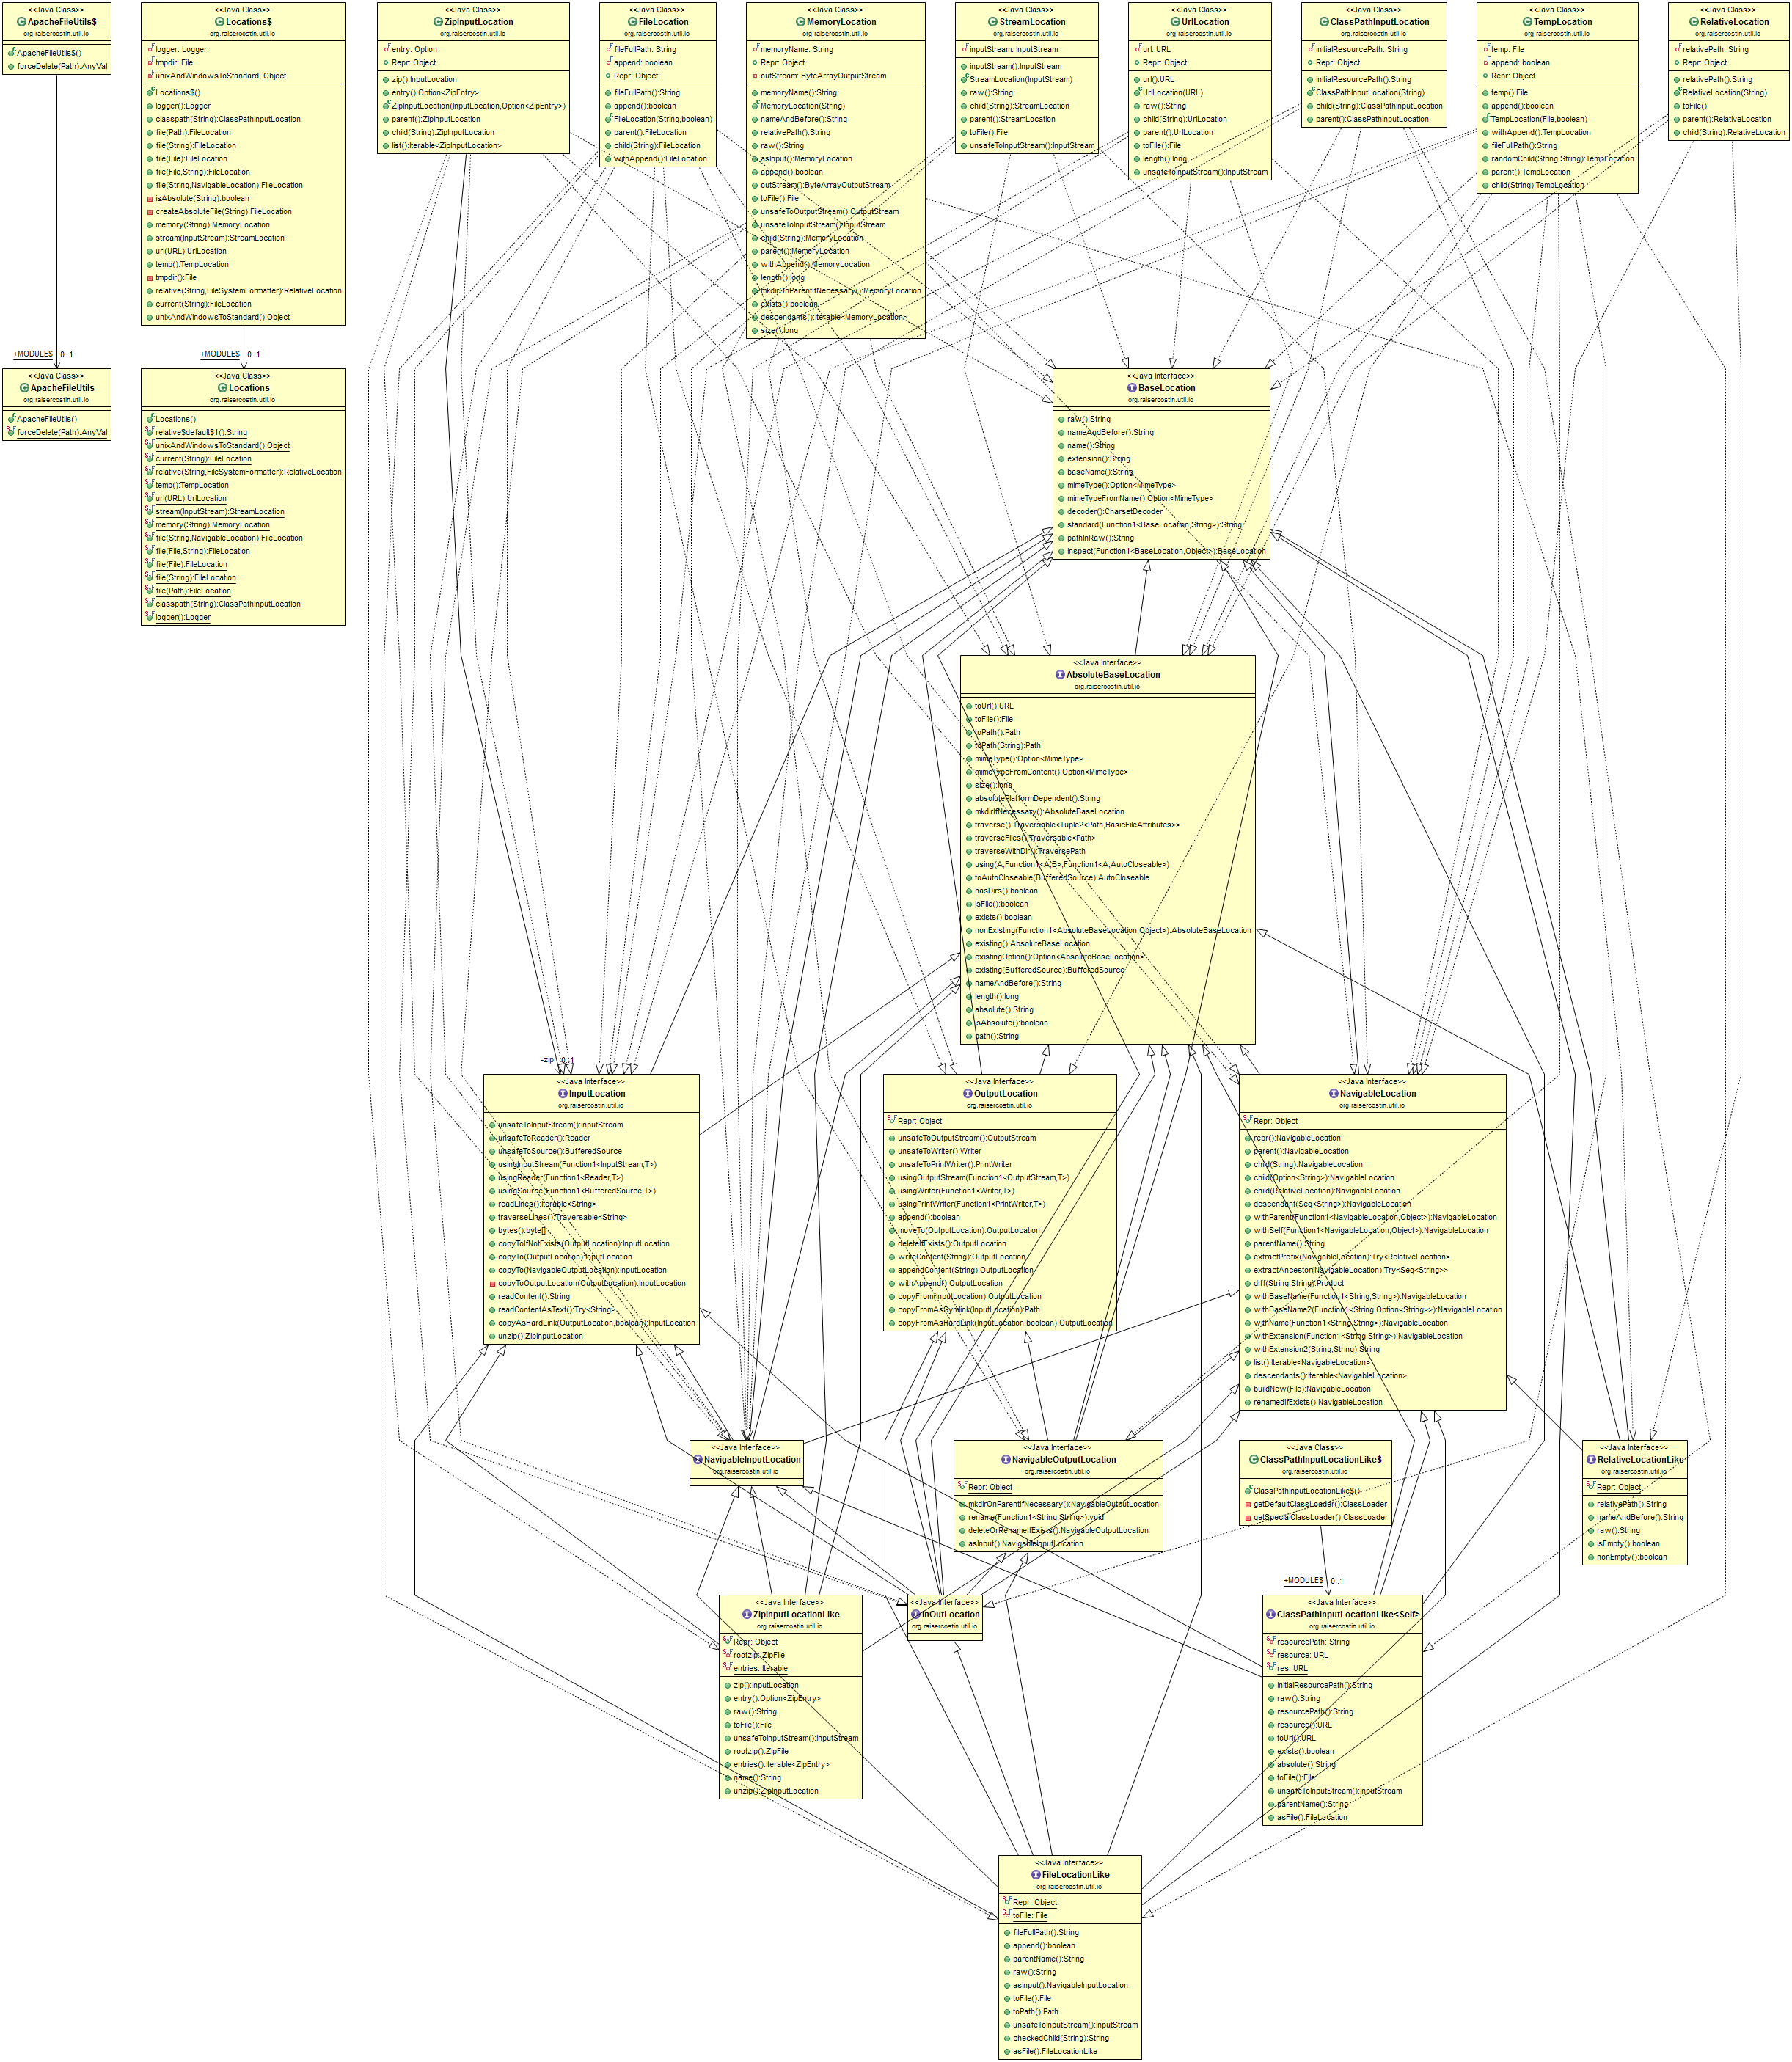 <<Java Class>>
ApacheFileUtils$
org.raisercostin.util.io
ApacheFileUtils$()
forceDelete(Path):AnyVal
+MODULE$ 0..1
<<Java Class>>
ApacheFileUtils
org.raisercostin.util.io
ApacheFileUtils()
forceDelete(Path):AnyVal
<<Java Class>>
Locations$
org.raisercostin.util.io
logger: Logger
tmpdir: File
unixAndWindowsToStandard: Object
Locations$()
logger():Logger
classpath(String):ClassPathInputLocation
file(Path):FileLocation
file(String):FileLocation
file(File):FileLocation
file(File,String):FileLocation
file(String,NavigableLocation):FileLocation
isAbsolute(String):boolean
createAbsoluteFile(String):FileLocation
memory(String):MemoryLocation
stream(InputStream):StreamLocation
url(URL):UrlLocation
temp():TempLocation
tmpdir():File
relative(String,FileSystemFormatter):RelativeLocation
current(String):FileLocation
unixAndWindowsToStandard():Object
+MODULE$ 0..1
<<Java Class>>
Locations
org.raisercostin.util.io
Locations()
relative$default$1():String
unixAndWindowsToStandard():Object
current(String):FileLocation
relative(String,FileSystemFormatter):RelativeLocation
temp():TempLocation
url(URL):UrlLocation
stream(InputStream):StreamLocation
memory(String):MemoryLocation
file(String,NavigableLocation):FileLocation
file(File,String):FileLocation
file(File):FileLocation
file(String):FileLocation
file(Path):FileLocation
classpath(String):ClassPathInputLocation
logger():Logger
<<Java Class>>
ZipInputLocation
org.raisercostin.util.io
entry: Option
Repr: Object
zip():InputLocation
entry():Option<ZipEntry>
ZipInputLocation(InputLocation,Option<ZipEntry>)
parent():ZipInputLocation
child(String):ZipInputLocation
list():Iterable<ZipInputLocation>
<<Java Class>>
FileLocation
org.raisercostin.util.io
fileFullPath: String
append: boolean
Repr: Object
fileFullPath():String
append():boolean
FileLocation(String,boolean)
parent():FileLocation
child(String):FileLocation
withAppend():FileLocation
<<Java Class>>
MemoryLocation
org.raisercostin.util.io
memoryName: String
Repr: Object
outStream: ByteArrayOutputStream
memoryName():String
MemoryLocation(String)
nameAndBefore():String
relativePath():String
raw():String
asInput():MemoryLocation
append():boolean
outStream():ByteArrayOutputStream
toFile():File
unsafeToOutputStream():OutputStream
unsafeToInputStream():InputStream
child(String):MemoryLocation
parent():MemoryLocation
withAppend():MemoryLocation
length():long
mkdirOnParentIfNecessary():MemoryLocation
exists():boolean
descendants():Iterable<MemoryLocation>
size():long
<<Java Class>>
StreamLocation
org.raisercostin.util.io
inputStream: InputStream
inputStream():InputStream
StreamLocation(InputStream)
raw():String
child(String):StreamLocation
parent():StreamLocation
toFile():File
unsafeToInputStream():InputStream
<<Java Class>>
UrlLocation
org.raisercostin.util.io
url: URL
Repr: Object
url():URL
UrlLocation(URL)
raw():String
child(String):UrlLocation
parent():UrlLocation
toFile():File
length():long
unsafeToInputStream():InputStream
<<Java Class>>
ClassPathInputLocation
org.raisercostin.util.io
initialResourcePath: String
Repr: Object
initialResourcePath():String
ClassPathInputLocation(String)
child(String):ClassPathInputLocation
parent():ClassPathInputLocation
<<Java Class>>
TempLocation
org.raisercostin.util.io
temp: File
append: boolean
Repr: Object
temp():File
append():boolean
TempLocation(File,boolean)
withAppend():TempLocation
fileFullPath():String
randomChild(String,String):TempLocation
parent():TempLocation
child(String):TempLocation
<<Java Class>>
RelativeLocation
org.raisercostin.util.io
relativePath: String
Repr: Object
relativePath():String
RelativeLocation(String)
toFile()
parent():RelativeLocation
child(String):RelativeLocation
<<Java Interface>>
BaseLocation
org.raisercostin.util.io
raw():String
nameAndBefore():String
name():String
extension():String
baseName():String
mimeType():Option<MimeType>
mimeTypeFromName():Option<MimeType>
decoder():CharsetDecoder
standard(Function1<BaseLocation,String>):String
pathInRaw():String
inspect(Function1<BaseLocation,Object>):BaseLocation
<<Java Interface>>
AbsoluteBaseLocation
org.raisercostin.util.io
toUrl():URL
toFile():File
toPath():Path
toPath(String):Path
mimeType():Option<MimeType>
mimeTypeFromContent():Option<MimeType>
size():long
absolutePlatformDependent():String
mkdirIfNecessary():AbsoluteBaseLocation
traverse():Traversable<Tuple2<Path,BasicFileAttributes>>
traverseFiles():Traversable<Path>
traverseWithDir():TraversePath
using(A,Function1<A,B>,Function1<A,AutoCloseable>)
toAutoCloseable(BufferedSource):AutoCloseable
hasDirs():boolean
isFile():boolean
exists():boolean
nonExisting(Function1<AbsoluteBaseLocation,Object>):AbsoluteBaseLocation
existing():AbsoluteBaseLocation
existingOption():Option<AbsoluteBaseLocation>
existing(BufferedSource):BufferedSource
nameAndBefore():String
length():long
absolute():String
isAbsolute():boolean
path():String
-zip 0..1
<<Java Interface>>
InputLocation
org.raisercostin.util.io
unsafeToInputStream():InputStream
unsafeToReader():Reader
unsafeToSource():BufferedSource
usingInputStream(Function1<InputStream,T>)
usingReader(Function1<Reader,T>)
usingSource(Function1<BufferedSource,T>)
readLines():Iterable<String>
traverseLines():Traversable<String>
bytes():byte[]
copyToIfNotExists(OutputLocation):InputLocation
copyTo(OutputLocation):InputLocation
copyTo(NavigableOutputLocation):InputLocation
copyToOutputLocation(OutputLocation):InputLocation
readContent():String
readContentAsText():Try<String>
copyAsHardLink(OutputLocation,boolean):InputLocation
unzip():ZipInputLocation
<<Java Interface>>
OutputLocation
org.raisercostin.util.io
Repr: Object
unsafeToOutputStream():OutputStream
unsafeToWriter():Writer
unsafeToPrintWriter():PrintWriter
usingOutputStream(Function1<OutputStream,T>)
usingWriter(Function1<Writer,T>)
usingPrintWriter(Function1<PrintWriter,T>)
append():boolean
moveTo(OutputLocation):OutputLocation
deleteIfExists():OutputLocation
writeContent(String):OutputLocation
appendContent(String):OutputLocation
withAppend():OutputLocation
copyFrom(InputLocation):OutputLocation
copyFromAsSymlink(InputLocation):Path
copyFromAsHardLink(InputLocation,boolean):OutputLocation
<<Java Interface>>
NavigableLocation
org.raisercostin.util.io
Repr: Object
repr():NavigableLocation
parent():NavigableLocation
child(String):NavigableLocation
child(Option<String>):NavigableLocation
child(RelativeLocation):NavigableLocation
descendant(Seq<String>):NavigableLocation
withParent(Function1<NavigableLocation,Object>):NavigableLocation
withSelf(Function1<NavigableLocation,Object>):NavigableLocation
parentName():String
extractPrefix(NavigableLocation):Try<RelativeLocation>
extractAncestor(NavigableLocation):Try<Seq<String>>
diff(String,String):Product
withBaseName(Function1<String,String>):NavigableLocation
withBaseName2(Function1<String,Option<String>>):NavigableLocation
withName(Function1<String,String>):NavigableLocation
withExtension(Function1<String,String>):NavigableLocation
withExtension2(String,String):String
list():Iterable<NavigableLocation>
descendants():Iterable<NavigableLocation>
buildNew(File):NavigableLocation
renamedIfExists():NavigableLocation
<<Java Interface>>
NavigableInputLocation
org.raisercostin.util.io
<<Java Interface>>
NavigableOutputLocation
org.raisercostin.util.io
Repr: Object
mkdirOnParentIfNecessary():NavigableOutputLocation
rename(Function1<String,String>):void
deleteOrRenameIfExists():NavigableOutputLocation
asInput():NavigableInputLocation
<<Java Class>>
ClassPathInputLocationLike$
org.raisercostin.util.io
ClassPathInputLocationLike$()
getDefaultClassLoader():ClassLoader
getSpecialClassLoader():ClassLoader
+MODULE$ 0..1
<<Java Interface>>
RelativeLocationLike
org.raisercostin.util.io
Repr: Object
relativePath():String
nameAndBefore():String
raw():String
isEmpty():boolean
nonEmpty():boolean
<<Java Interface>>
ZipInputLocationLike
org.raisercostin.util.io
Repr: Object
rootzip: ZipFile
entries: Iterable
zip():InputLocation
entry():Option<ZipEntry>
raw():String
toFile():File
unsafeToInputStream():InputStream
rootzip():ZipFile
entries():Iterable<ZipEntry>
name():String
unzip():ZipInputLocation
<<Java Interface>>
InOutLocation
org.raisercostin.util.io
<<Java Interface>>
ClassPathInputLocationLike<Self>
org.raisercostin.util.io
resourcePath: String
resource: URL
res: URL
initialResourcePath():String
raw():String
resourcePath():String
resource():URL
toUrl():URL
exists():boolean
absolute():String
toFile():File
unsafeToInputStream():InputStream
parentName():String
asFile():FileLocation
<<Java Interface>>
FileLocationLike
org.raisercostin.util.io
Repr: Object
toFile: File
fileFullPath():String
append():boolean
parentName():String
raw():String
asInput():NavigableInputLocation
toFile():File
toPath():Path
unsafeToInputStream():InputStream
checkedChild(String):String
asFile():FileLocationLike